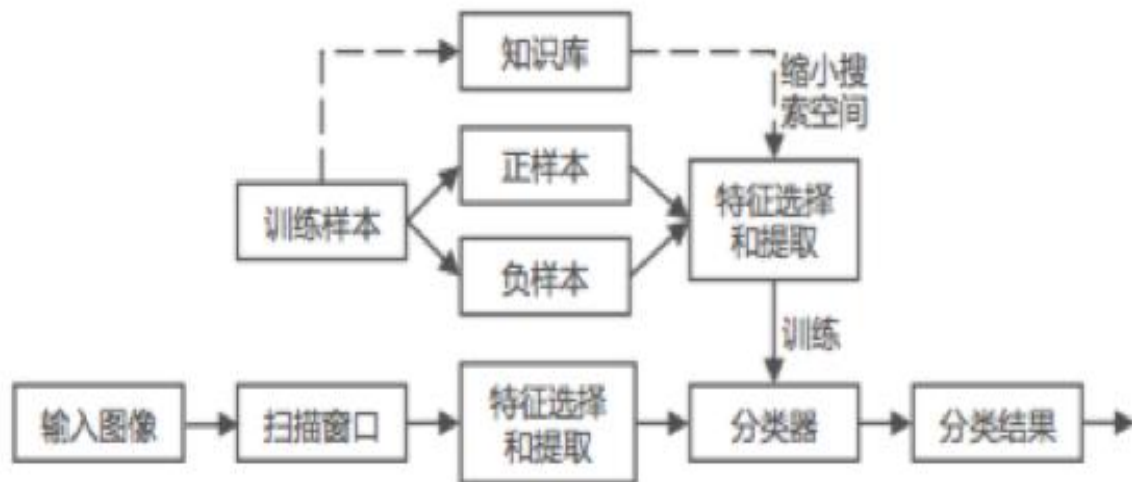 知识库
缩小搜
索空间
正样本
训练样本
特征选择
和提取
负样本
训练
输入图像
扫描窗口
特征选择
和提取
分类器
分类结果